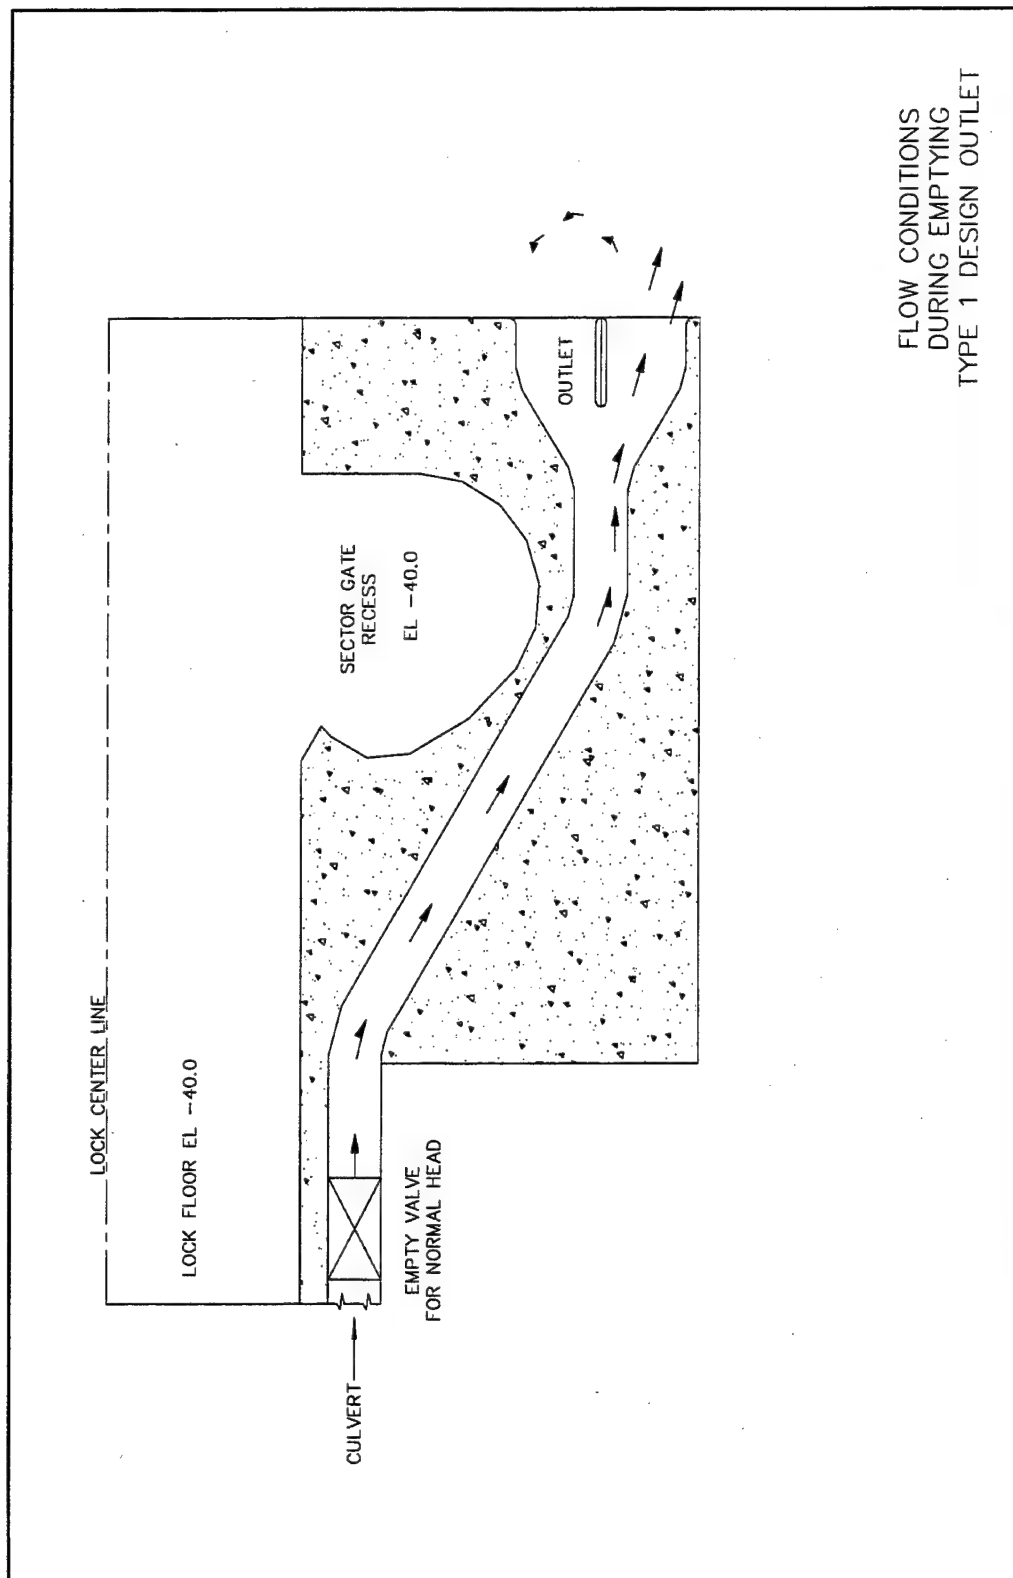 LOCK CENTER LINE
LOCK FLOOR EL -40.0
SECTOR GATE
RECESS
EL -40.0
OUTLET
CULVERT
EMPTY VALVE
FOR NORMAL HEAD
FLOW CONDITIONS
DURING EMPTYING
TYPE 1 DESIGN OUTLET